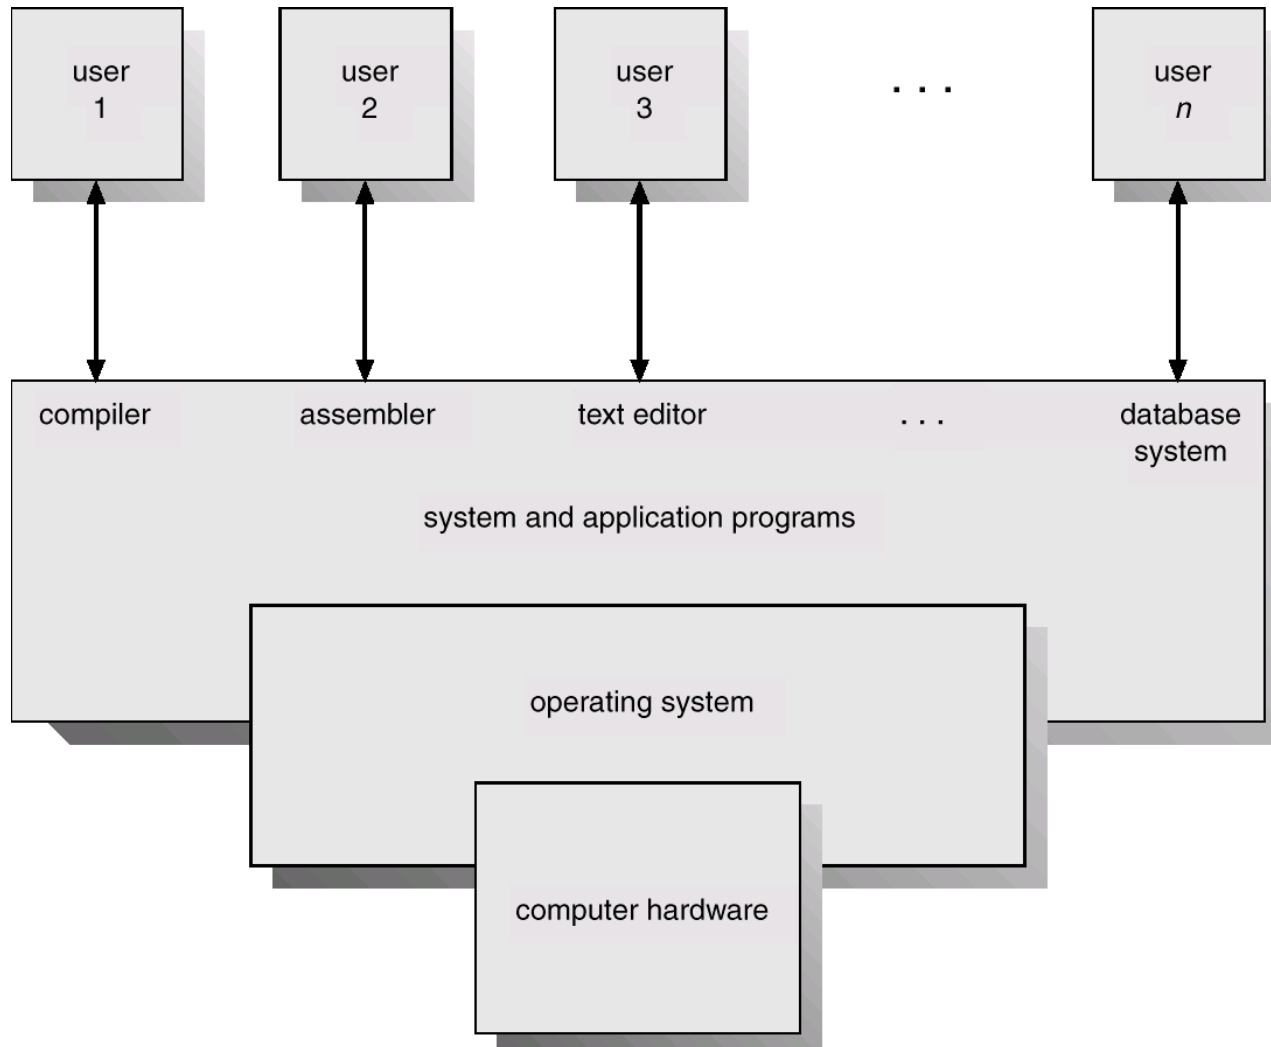 user
1
user
2
user
3
. . .
user
n
compiler
assembler
text editor
. . .
database
system
system and application programs
operating system
computer hardware